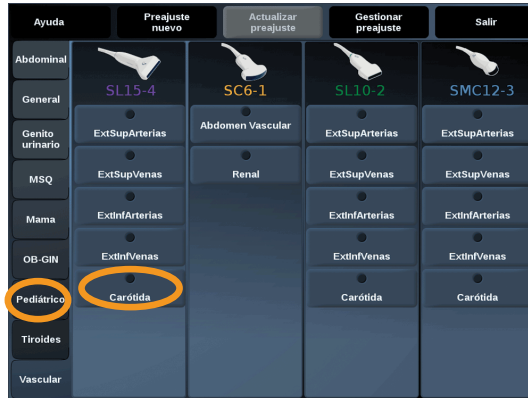 Ayuda
Preajuste
nuevo
Actualizar
preajuste
Gestionar
preajuste
Salir
Abdominal
General
Genito
urinario
MSQ
Mama
OB-GIN
Pediátrico
Tiroides
Vascular
SL15-4
ExtSupArterias
ExtSupVenas
ExtInfArterias
ExtInfVenas
Carótida
SC6-1
Abdomen Vascular
Renal
SL10-2
ExtSupArterias
ExtSupVenas
ExtInfArterias
ExtInfVenas
Carótida
SMC12-3
ExtSupArterias
ExtSupVenas
ExtInfArterias
ExtInfVenas
Carótida